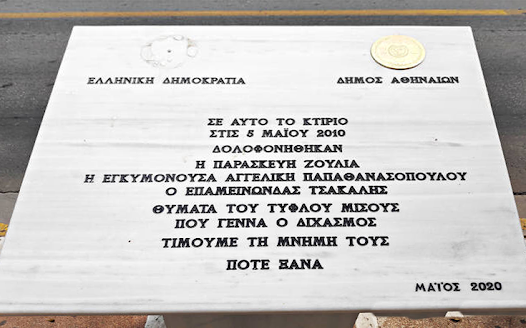 ΕΛΛΗΝΙΚΗ ΔΗΜΟΚΡΑΤΙΑ
ΔΗΜΟΣ ΑΘΗΝΑΙΩΝ
ΣΕ ΑΥΤΟ ΤΟ ΚΤΙΡΙΟ
ΣΤΙΣ 5 ΜΑΪΟΥ 2010
ΔΟΛΟΦΟΝΗΘΗΚΑΝ
Η ΠΑΡΑΣΚΕΥΗ ΖΟΥΛΙΑ
Η ΕΓΚΥΜΟΝΟΥΣΑ ΑΓΓΕΛΙΚΗ ΠΑΠΑΘΑΝΑΣΟΠΟΥΛΟΥ
Ο ΕΠΑΜΕΙΝΩΝΔΑΣ ΤΣΑΚΑΛΗΣ
ΘΥΜΑΤΑ ΤΟΥ ΤΥΦΛΟΥ ΜΙΣΟΥΣ
ΠΟΥ ΓΕΝΝΑ Ο ΔΙΧΑΣΜΟΣ
ΤΙΜΟΥΜΕ ΤΗ ΜΝΗΜΗ ΤΟΥΣ
ΠΟΤΕ ΞΑΝΑ
ΜΑΪΟΣ 2020